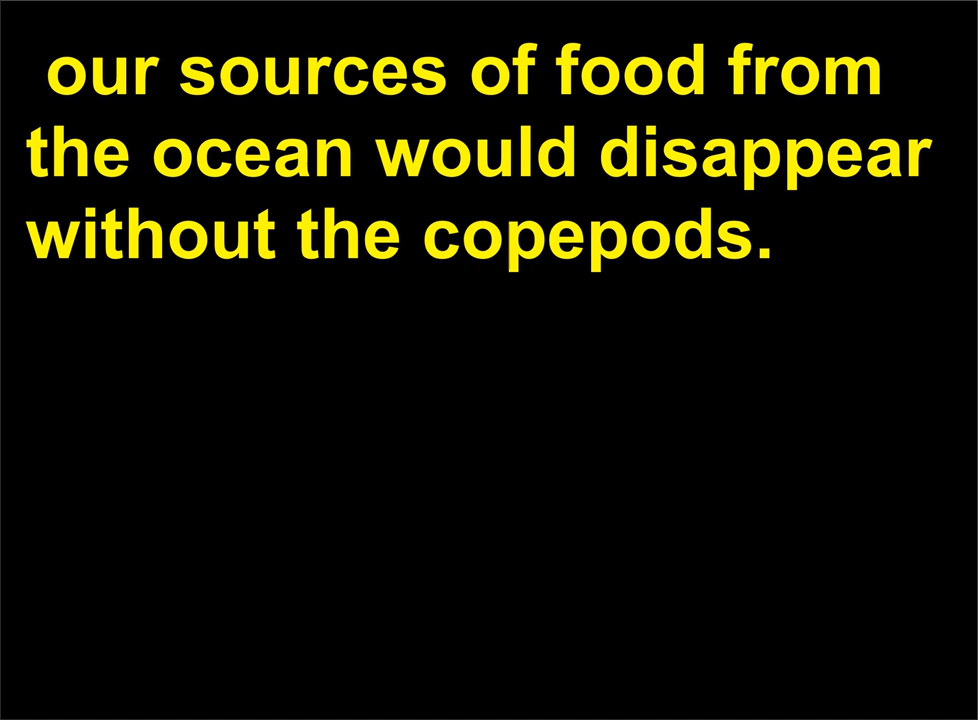 our sources of food from
the ocean would disappear
without the copepods.